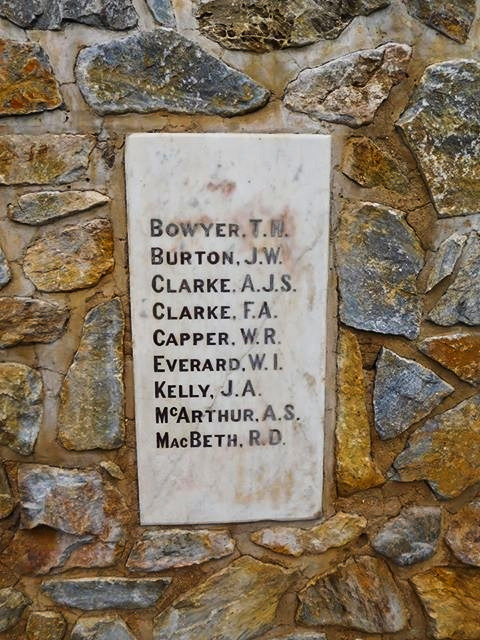 BOWYER. T. H.
BURTON, J. W.
CLARKE. A. J. S.
CLARKE. F. A.
CAPPER. W. R.
EVERARD. W. I.
KELLY, J. A.
McARTHUR. A. S.
MACBETH. R. D.